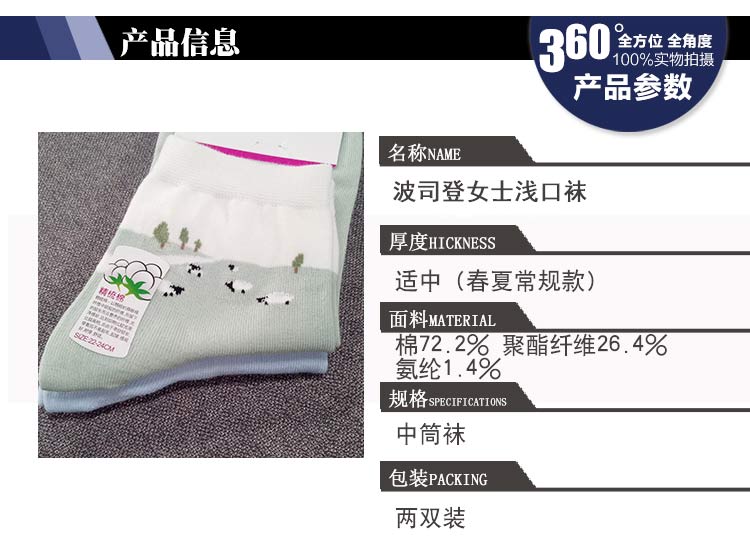 产品信息
360°全方位 全角度
100%实物拍摄
产品参数
名称NAME
波司登女士浅口袜
厚度HICKNESS
适中（春夏常规款）
面料MATERIAL
棉72.2% 聚酯纤维26.4%
氨纶1.4%
规格SPECIFICATIONS
中筒袜
包装PACKING
两双装
精梳棉
SIZE:22-24CM